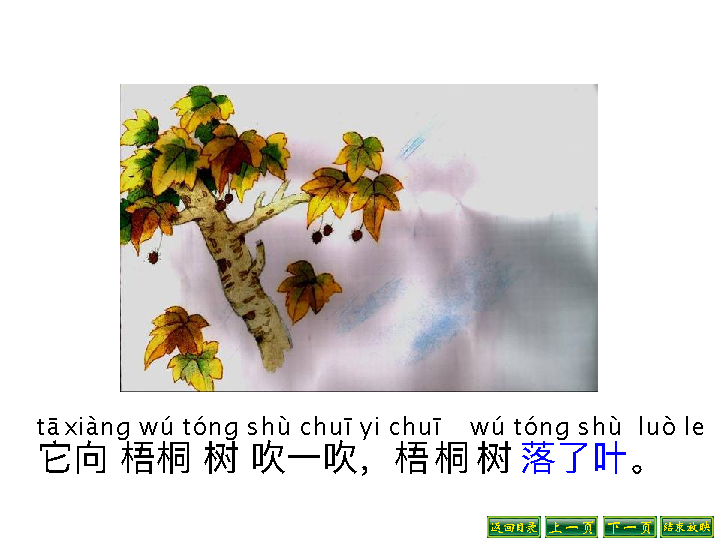 tā xiàng wú tóng shù chuī yi chuī wú tóng shù luò le
它向 梧桐 树 吹一吹，梧桐树落了叶。
返回目录 上一页 下一页 结束放映